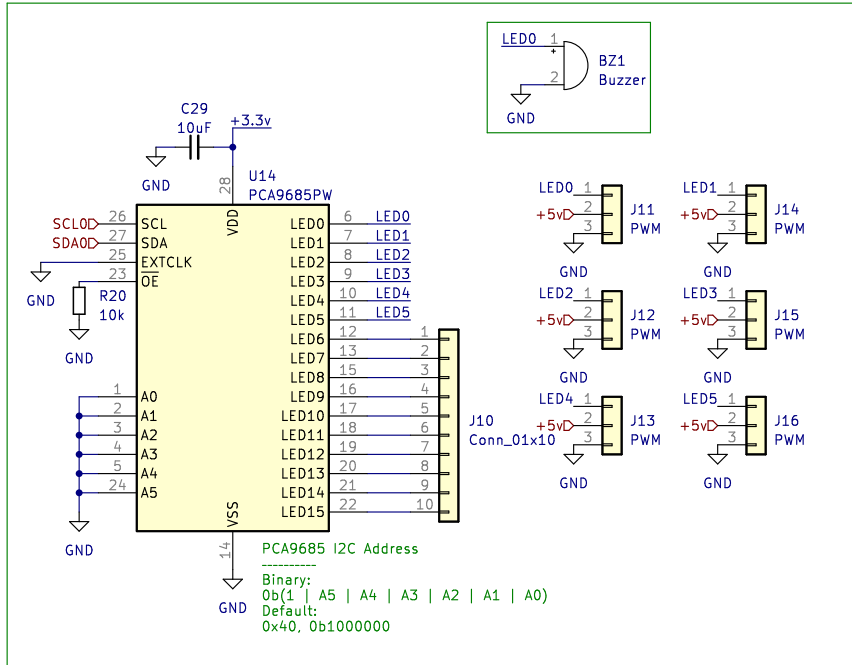 LED0 1
+
BZ1
Buzzer
2
GND
C29
10uF
+3.3v
GND
28
U14
PCA9685PW
VDD
SCL0 26 SCL
SDA0 27 SDA
25 EXTCLK
23 OE
GND
R20
10k
GND
1 A0
2 A1
3 A2
4 A3
5 A4
24 A5
GND
LED0 6 LED0
LED1 7 LED1
LED2 8 LED2
LED3 9 LED3
LED4 10 LED4
LED5 11 LED5
LED6 12 1
LED7 13 2
LED8 15 3
LED9 16 4
LED10 17 5
LED11 18 6
LED12 19 7
LED13 20 8
LED14 21 9
LED15 22 10
J10
Conn_01x10
VSS
14
GND
LED0 1
+5v 2
3
J11
PWM
GND
LED1 1
+5v 2
3
J14
PWM
GND
LED2 1
+5v 2
3
J12
PWM
GND
LED3 1
+5v 2
3
J15
PWM
GND
LED4 1
+5v 2
3
J13
PWM
GND
LED5 1
+5v 2
3
J16
PWM
GND
PCA9685 I2C Address
----------
Binary:
0b(1 | A5 | A4 | A3 | A2 | A1 | A0)
Default:
0x40, 0b1000000